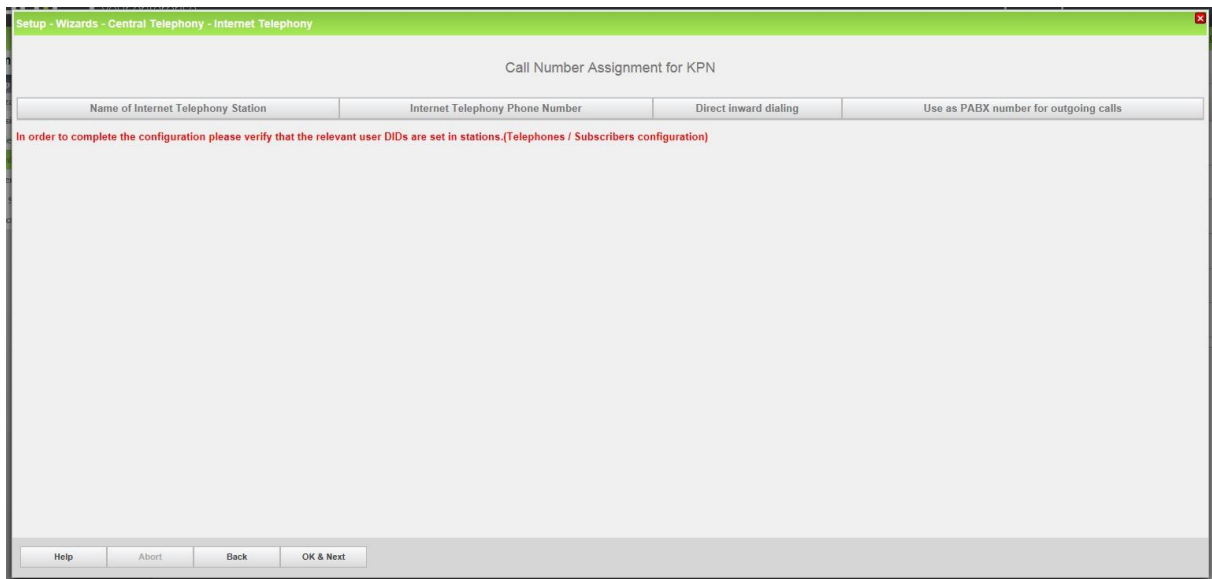 Setup - Wizards - Central Telephony - Internet Telephony
Call Number Assignment for KPN
Name of Internet Telephony Station Internet Telephony Phone Number Direct inward dialing Use as PABX number for outgoing calls
In order to complete the configuration please verify that the relevant user DIDs are set in stations.(Telephones / Subscribers configuration)
Help Abort Back OK & Next